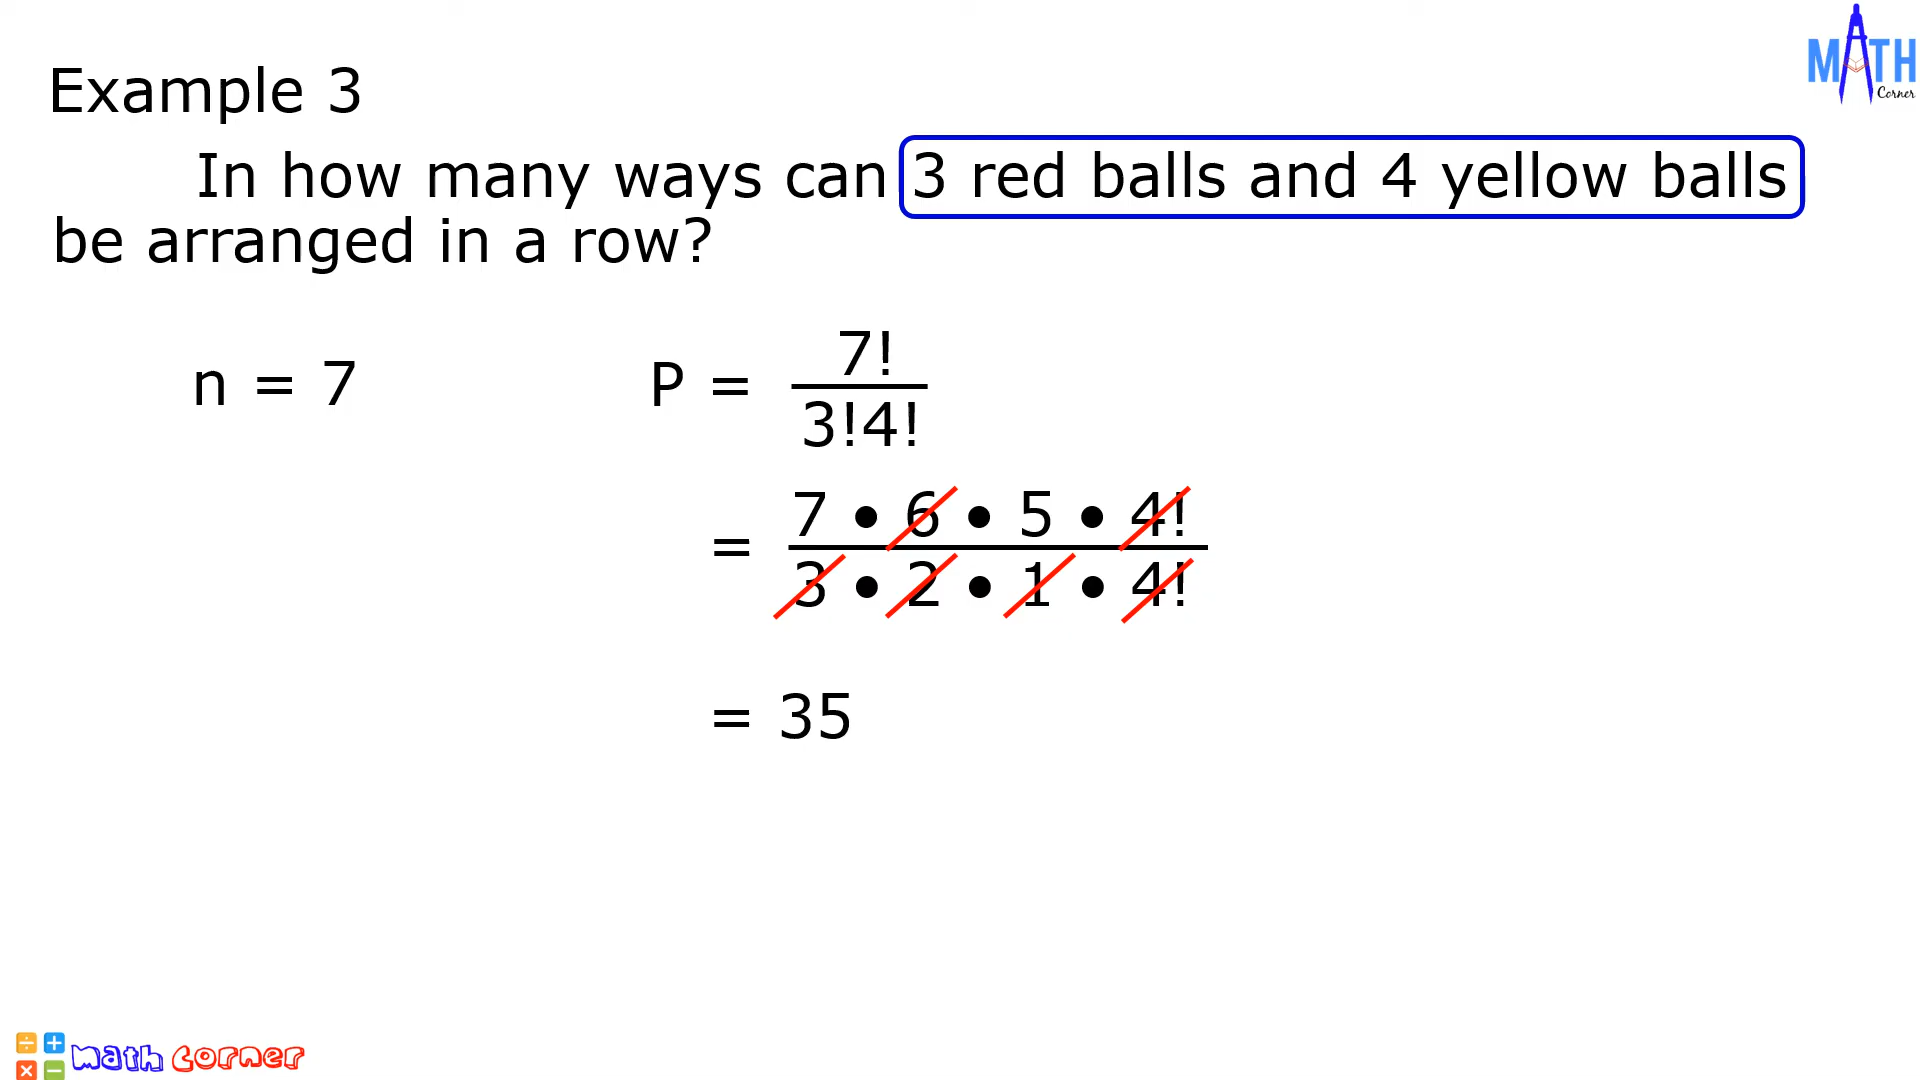 MATH
Corner
Example 3
In how many ways can 3 red balls and 4 yellow balls
be arranged in a row?
n = 7
P = 7!
3!4!
= 7 • 6 • 5 • 4!
3 • 2 • 1 • 4!
= 35
÷ + × − math corner